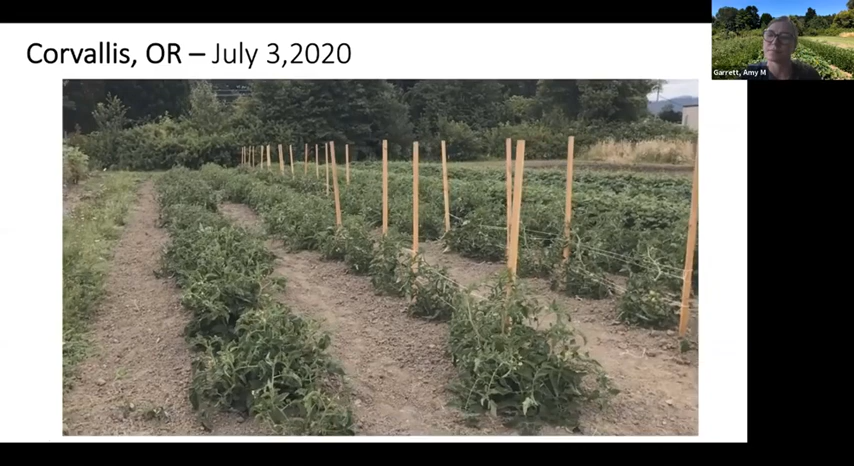 Corvallis, OR – July 3,2020
Garrett, Amy M